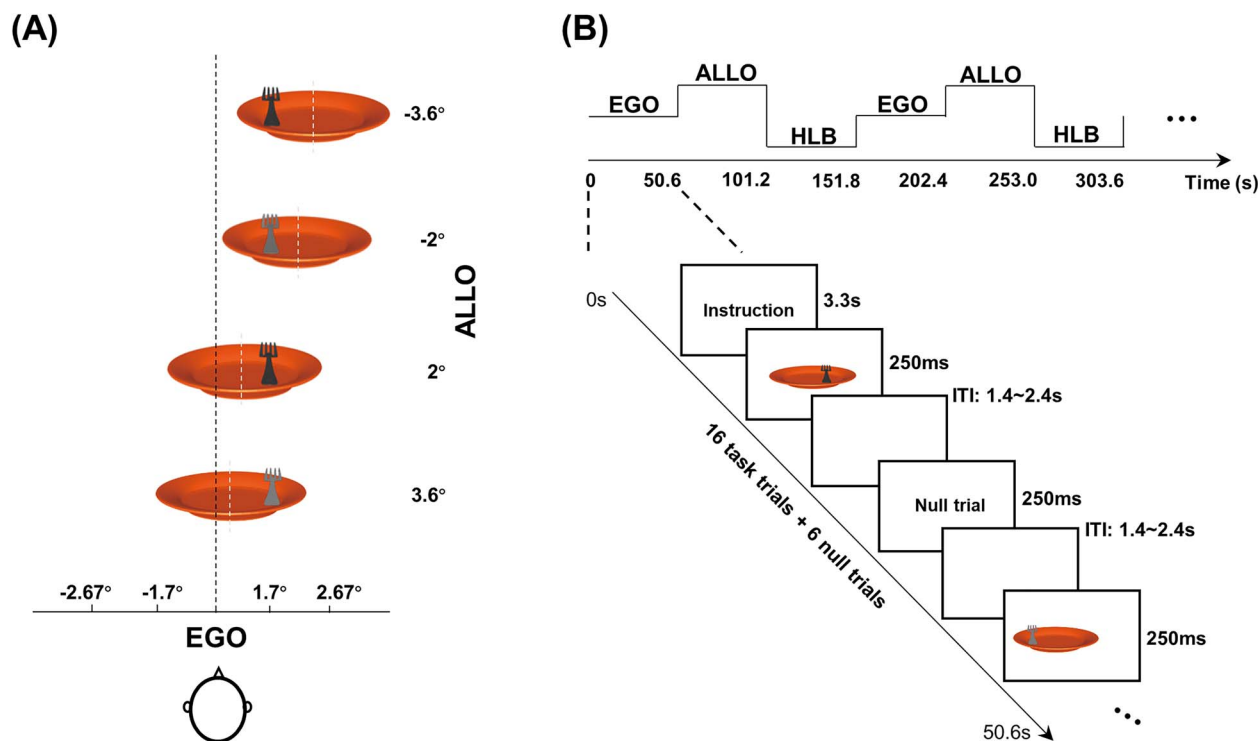 (A)
-3.6°
-2°
2°
3.6°
ALLO
-2.67° -1.7° 1.7° 2.67°
EGO
(B)
EGO ALLO HLB EGO ALLO HLB ...
0 50.6 101.2 151.8 202.4 253.0 303.6 Time (s)
0s
Instruction
3.3s
250ms
ITI: 1.4~2.4s
Null trial
250ms
ITI: 1.4~2.4s
250ms
16 task trials + 6 null trials
50.6s
...